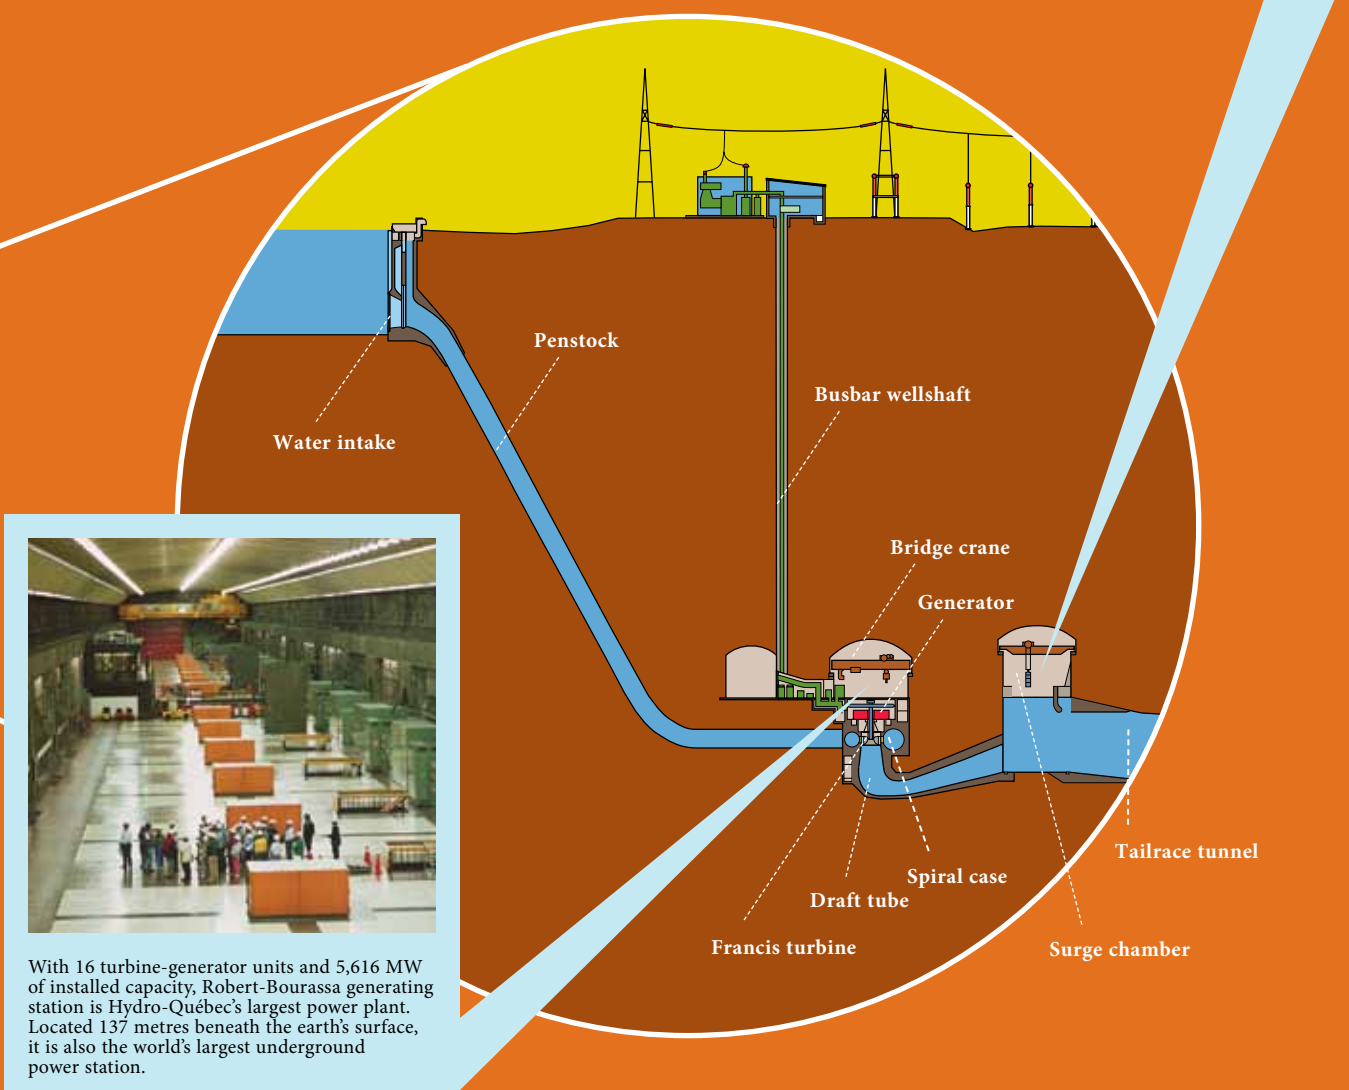 Penstock
Busbar wellshaft
Water intake
Bridge crane
Generator
Tailrace tunnel
Spiral case
Draft tube
Francis turbine
Surge chamber
With 16 turbine-generator units and 5,616 MW
of installed capacity, Robert-Bourassa generating
station is Hydro-Québec’s largest power plant.
Located 137 metres beneath the earth’s surface,
it is also the world’s largest underground
power station.